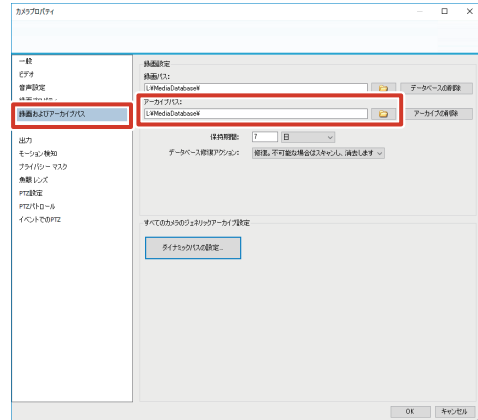 カメラプロパティ
一般
ビデオ
音声設定
録画およびアーカイブパス
出力
モーション検知
プライバシー マスク
魚眼 レンズ
PTZ設定
PTZパトロール
イベントでのPTZ
録画設定
録画パス:
L:¥MediaDatabase¥
データベースの削除
アーカイブパス:
L:¥MediaDatabase¥
アーカイブの削除
保持期間: 7 日
データベース修復アクション: 修復。不可能な場合はスキャンし、消去します
すべてのカメラのジェネリックアーカイブ設定
ダイナミックパスの設定...
OK キャンセル